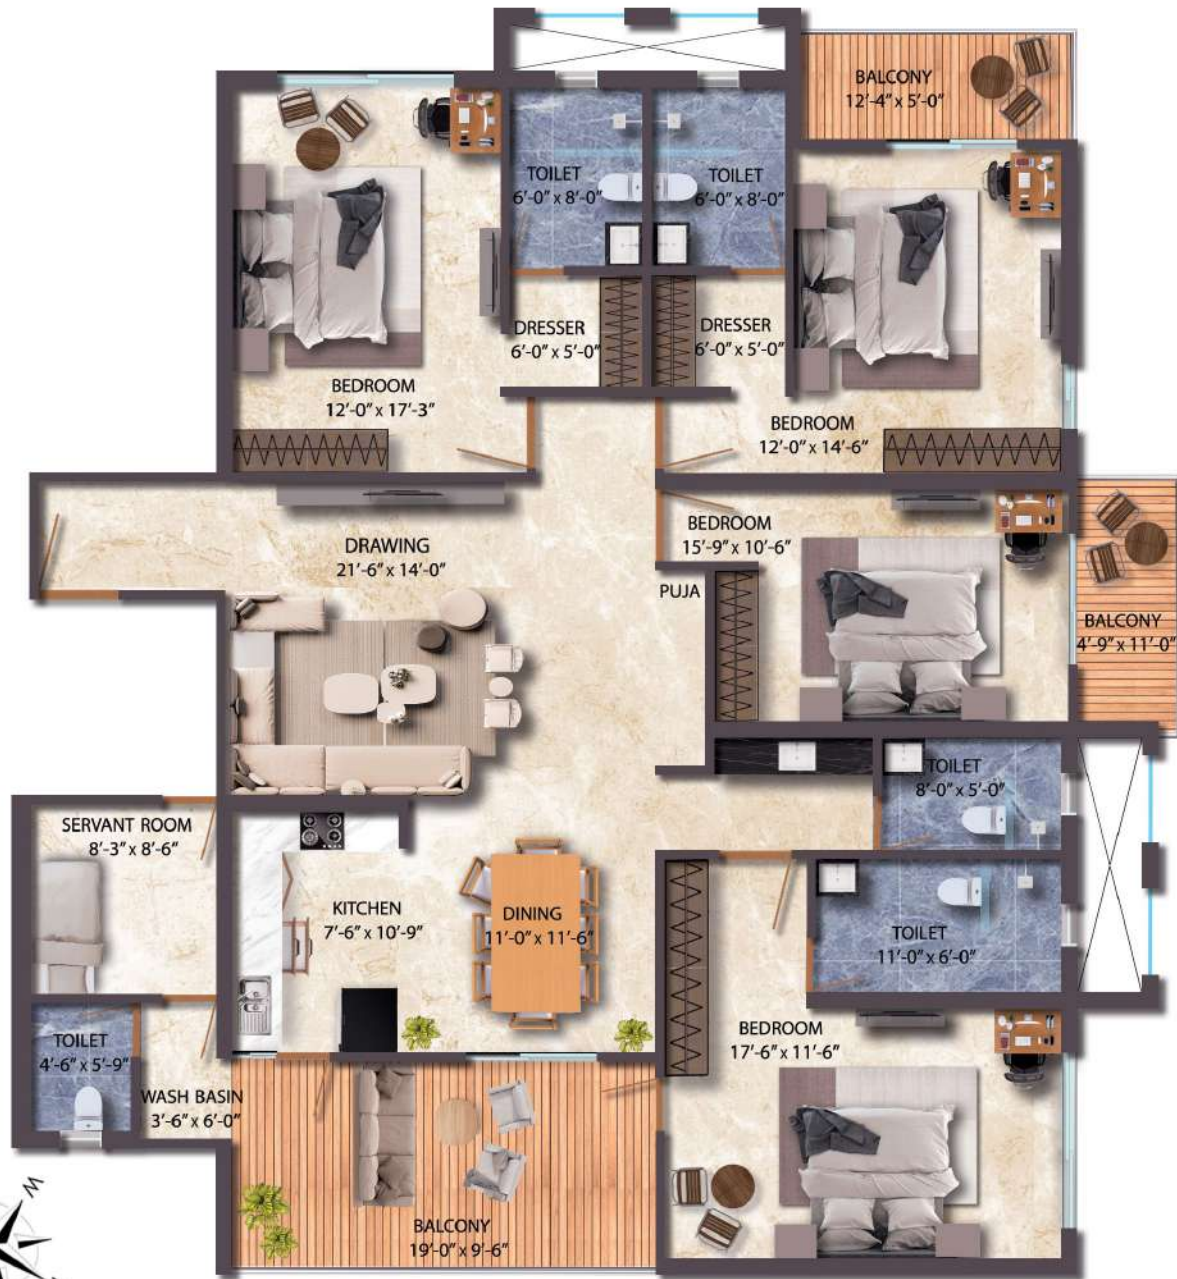 BALCONY
12'-4" x 5'-0"
TOILET
6'-0" x 8'-0"
TOILET
6'-0" x 8'-0"
DRESSER
6'-0" x 5'-0"
DRESSER
6'-0" x 5'-0"
BEDROOM
12'-0" x 17'-3"
BEDROOM
12'-0" x 14'-6"
BEDROOM
15'-9" x 10'-6"
DRAWING
21'-6" x 14'-0"
PUJA
BALCONY
4'-9" x 11'-0"
TOILET
8'-0" x 5'-0"
SERVANT ROOM
8'-3" x 8'-6"
KITCHEN
7'-6" x 10'-9"
DINING
11'-0" x 11'-6"
TOILET
11'-0" x 6'-0"
BEDROOM
17'-6" x 11'-6"
TOILET
4'-6" x 5'-9"
WASH BASIN
3'-6" x 6'-0"
BALCONY
19'-0" x 9'-6"